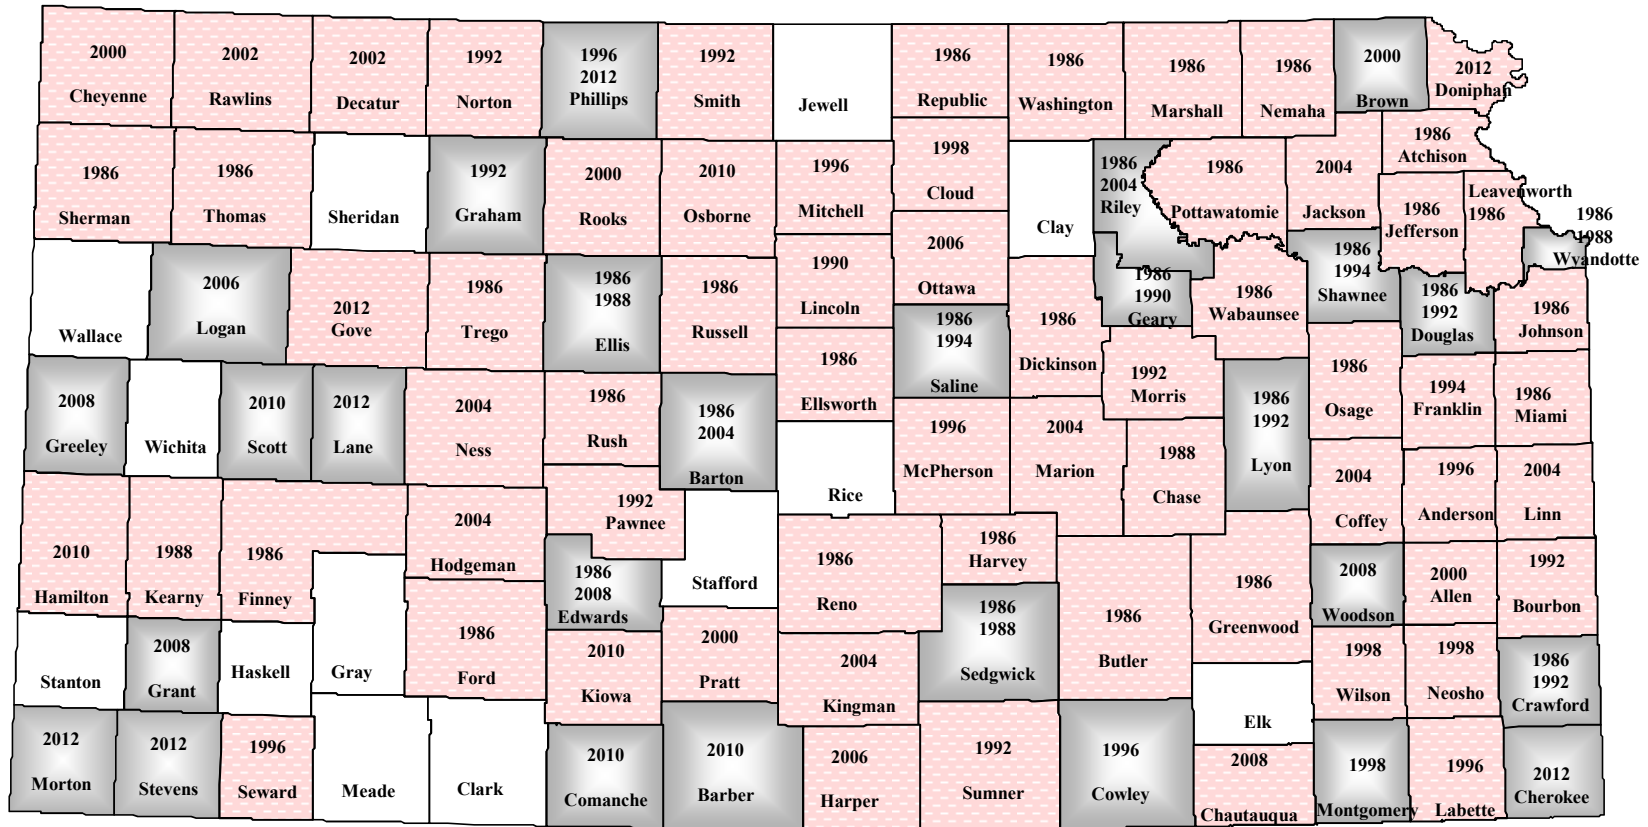 2000
Cheyenne
2002
Rawlins
2002
Decatur
1992
Norton
1996
2012
Phillips
1992
Smith
Jewell
1986
Republic
1986
Washington
1986
Marshall
1986
Nemaha
2000
Brown
2012
Doniphan
1986
Sherman
1986
Thomas
Sheridan
1992
Graham
2000
Rooks
2010
Osborne
1996
Mitchell
1998
Cloud
Clay
1986
2004
Riley
1986
Pottawatomie
2004
Jackson
1986
Atchison
1986
Jefferson
Leavenworth
1986
1986
1988
Wyandotte
Wallace
2006
Logan
2012
Gove
1986
Trego
1986
1988
Ellis
1986
Russell
1990
Lincoln
2006
Ottawa
1986
1994
Saline
1986
Dickinson
1986
1990
Geary
1986
Wabaunsee
1986
1994
Shawnee
1986
1992
Douglas
1986
Johnson
2008
Greeley
Wichita
2010
Scott
2012
Lane
2004
Ness
1986
Rush
1986
2004
Barton
1986
Ellsworth
Rice
1996
McPherson
2004
Marion
1992
Morris
1988
Chase
1986
1992
Lyon
1986
Osage
1994
Franklin
1986
Miami
2004
Coffey
1996
Anderson
2004
Linn
2010
Hamilton
1988
Kearny
1986
Finney
2004
Hodgeman
1992
Pawnee
1986
2008
Edwards
Stafford
1986
Reno
1986
Harvey
1986
1988
Sedgwick
1986
Butler
1986
Greenwood
2008
Woodson
2000
Allen
1992
Bourbon
Stanton
2008
Grant
Haskell
Gray
1986
Ford
2010
Kiowa
2000
Pratt
2004
Kingman
Elk
1998
Wilson
1998
Neosho
1986
1992
Crawford
2012
Morton
2012
Stevens
1996
Seward
Meade
Clark
2010
Comanche
2010
Barber
2006
Harper
1992
Sumner
1996
Cowley
2008
Chautauqua
1998
Montgomery
1996
Labette
2012
Cherokee